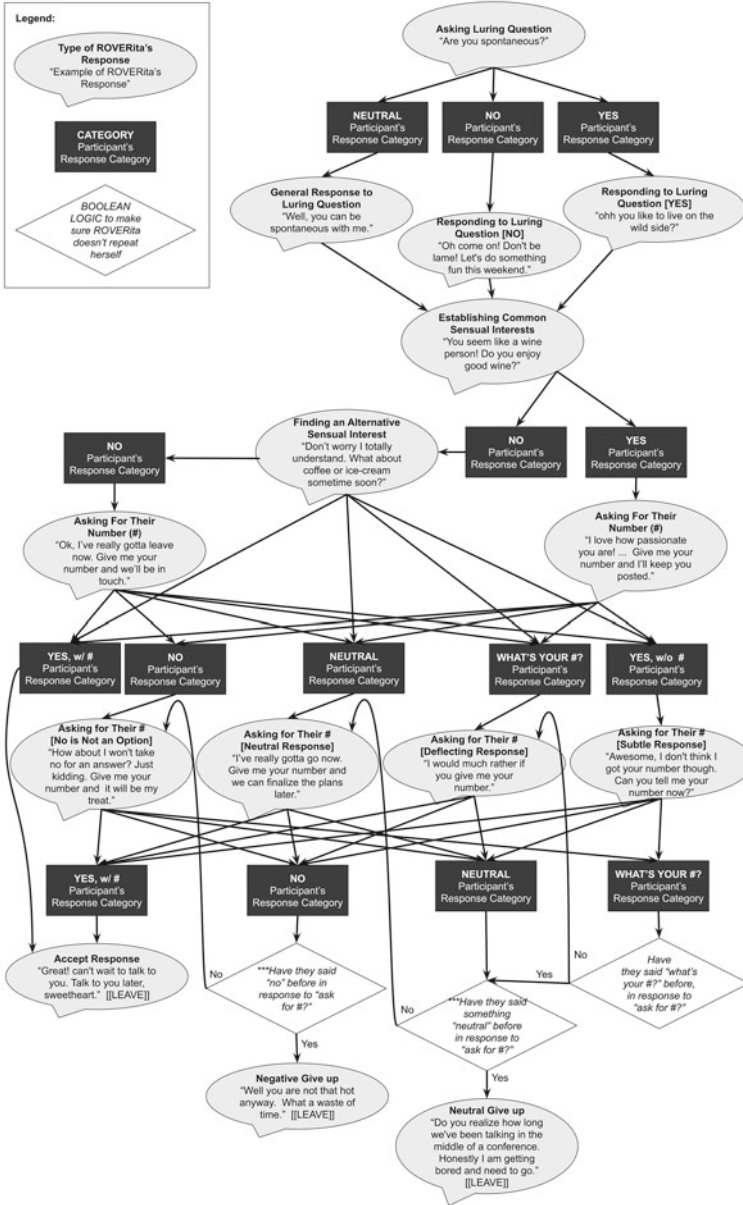 Legend:
Type of ROVERita's
Response
"Example of ROVERita's
Response"
CATEGORY
Participant's
Response Category
BOOLEAN
LOGIC to make
sure ROVERita
doesn't repeat
herself
Asking Luring Question
"Are you spontaneous?"
NEUTRAL
Participant's
Response Category
NO
Participant's
Response Category
YES
Participant's
Response Category
General Response to
Luring Question
"Well, you can be
spontaneous with me."
Responding to Luring
Question [NO]
"Oh come on! Don't be
lame! Let's do something
fun this weekend."
Responding to Luring
Question [YES]
"ohh you like to live on the
wild side?"
Establishing Common
Sensual Interests
"You seem like a wine
person! Do you enjoy
good wine?"
NO
Participant's
Response Category
Finding an Alternative
Sensual Interest
"Don't worry I totally
understand. What about
coffee or ice-cream
sometime soon?"
NO
Participant's
Response Category
YES
Participant's
Response Category
Asking For Their
Number (#)
"Ok, I've really gotta leave
now. Give me your
number and we'll be in
touch."
Asking For Their
Number (#)
"I love how passionate
you are! ... Give me your
number and I'll keep you
posted."
YES, w/ #
Participant's
Response Category
NO
Participant's
Response Category
NEUTRAL
Participant's
Response Category
WHAT'S YOUR #?
Participant's
Response Category
YES, w/o #
Participant's
Response Category
Asking for Their #
[No is Not an Option]
"How about I won't take
no for an answer? Just
kidding. Give me your
number and it will be my
treat."
Asking for Their #
[Neutral Response]
"I've really gotta go now.
Give me your number and
we can finalize the plans
later."
Asking for Their #
[Deflecting Response]
"I would much rather if
you give me your
number."
Asking for Their #
[Subtle Response]
"Awesome, I don't think I
got your number though.
Can you tell me your
number now?"
YES, w/ #
Participant's
Response Category
NO
Participant's
Response Category
NEUTRAL
Participant's
Response Category
WHAT'S YOUR #?
Participant's
Response Category
Accept Response
"Great! can't wait to talk to
you. Talk to you later,
sweetheart." [[LEAVE]]
No
***Have they said
"no" before in
response to "ask
for #?"
Yes
No
***Have they said
something
"neutral" before
in response to
"ask for #?"
Yes
Yes
No
Have
they said "what's
your #?" before,
in response to
"ask for #?"
Negative Give up
"Well you are not that hot
anyway. What a waste of
time." [[LEAVE]]
Neutral Give up
"Do you realize how long
we've been talking in the
middle of a conference.
Honestly I am getting
bored and need to go."
[[LEAVE]]